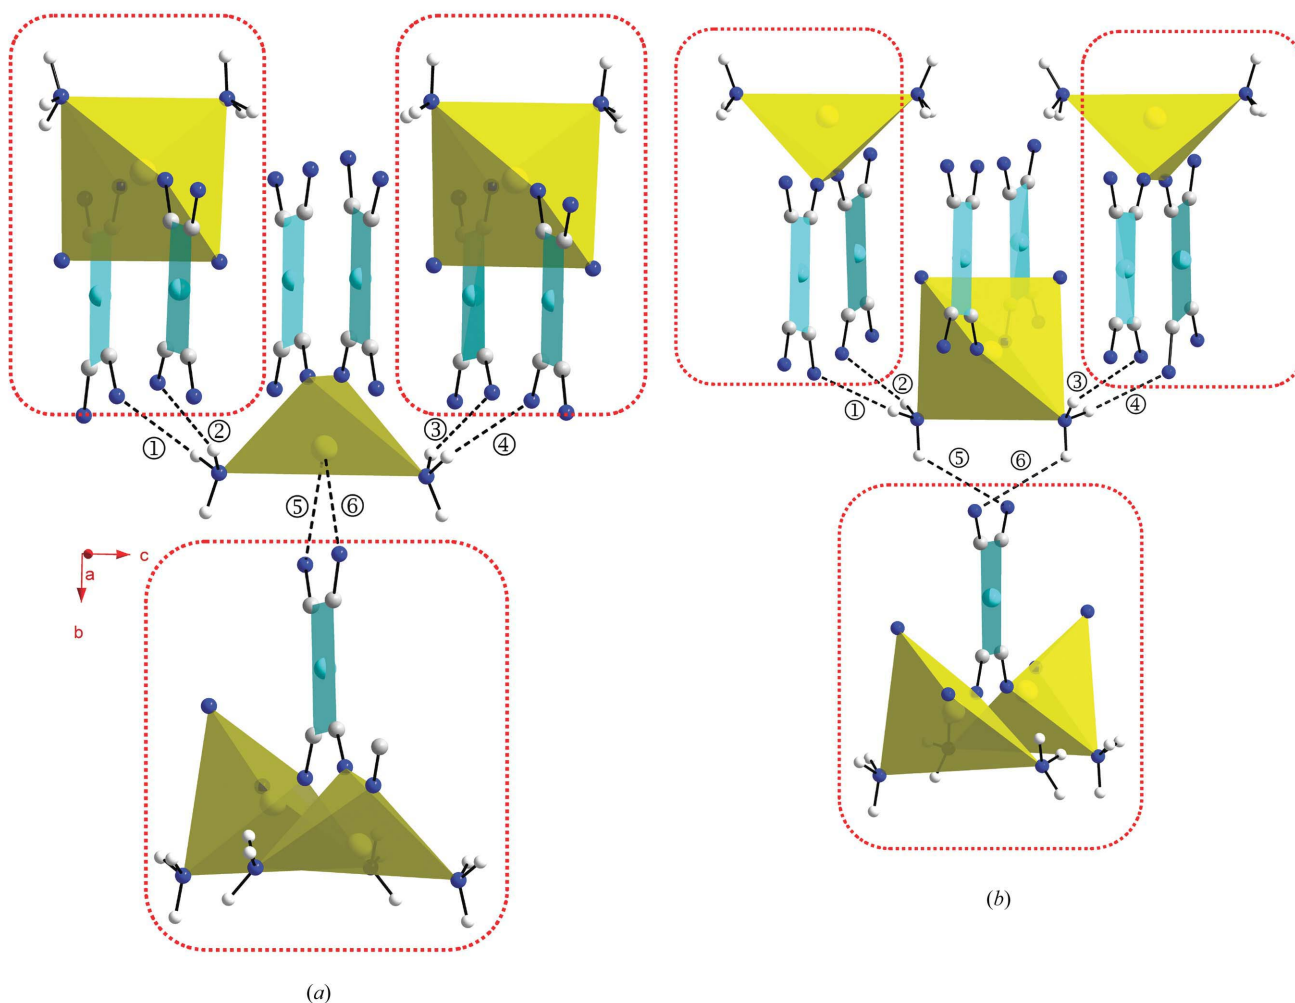 ① ② ③ ④
⑤ ⑥
c
a
b
(a)
① ② ③ ④
⑤ ⑥
(b)